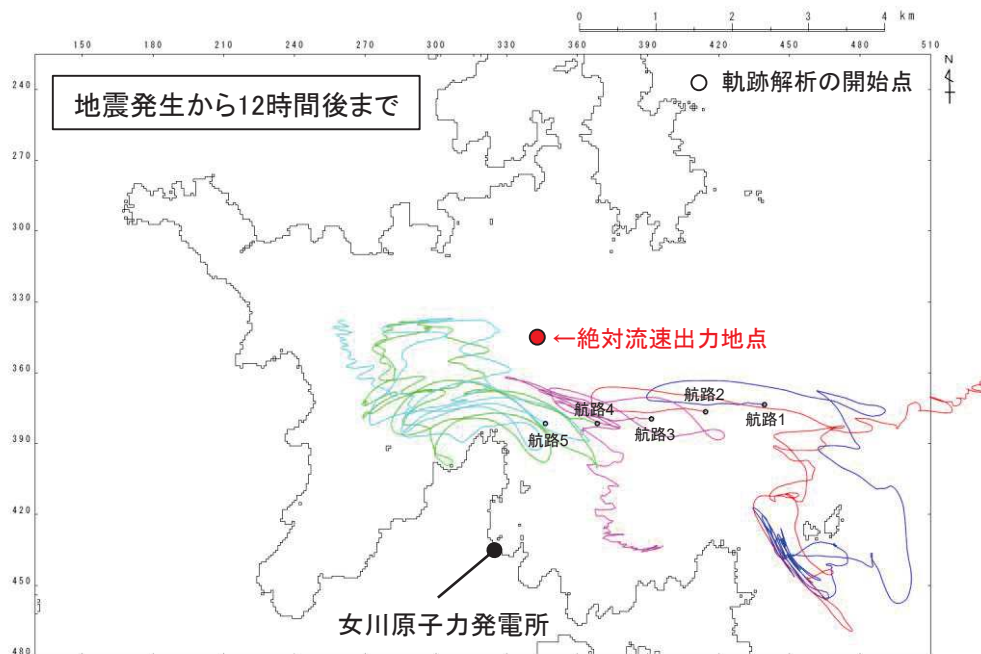 0 1 2 3 4 km
150 180 210 240 270 300 330 360 390 420 450 480 510
N
240
地震発生から12時間後まで
○ 軌跡解析の開始点
270
300
330
←絶対流速出力地点
360
航路2
航路4
航路1
航路3
航路5
390
420
450
女川原子力発電所
480